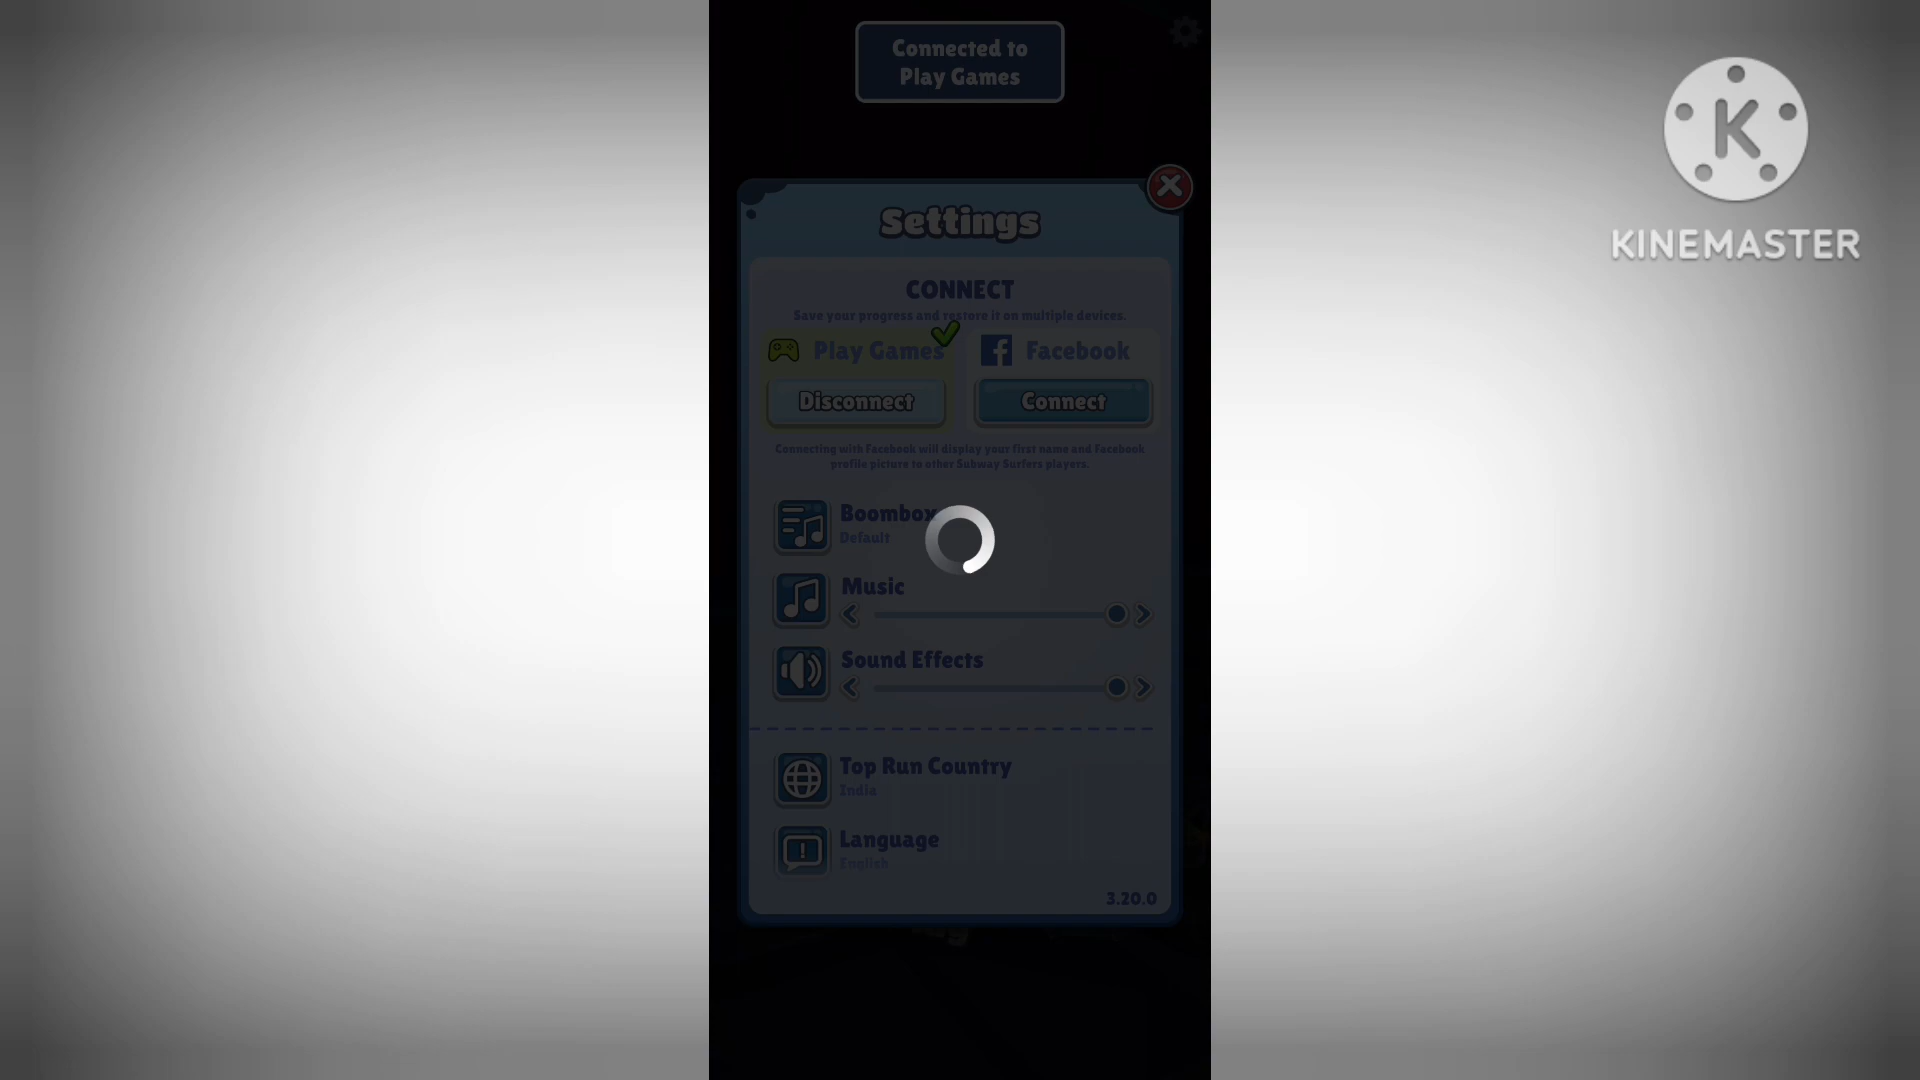 Connected to
Play Games
K
KINEMASTER
Settings
CONNECT
Save your progress and restore it on multiple devices.
Play Games
Facebook
Disconnect
Connect
Connecting with Facebook will display your first name and Facebook
profile picture to other Subway Surfers players.
Boombox
Default
Music
Sound Effects
Top Run Country
India
Language
English
3.20.0